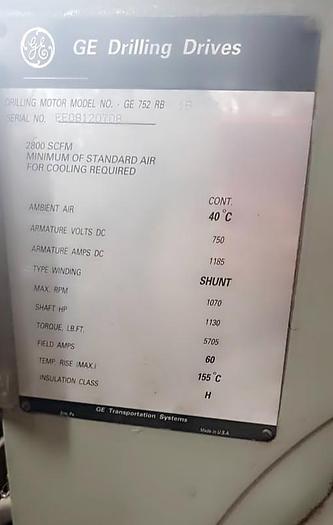 GE Drilling Drives
DRILLING MOTOR MODEL NO. - GE 752 RB
SERIAL NO.
2800 SCFM
MINIMUM OF STANDARD AIR
FOR COOLING REQUIRED
CONT.
AMBIENT AIR 40°C
ARMATURE VOLTS DC 750
ARMATURE AMPS DC 1185
TYPE WINDING SHUNT
MAX. RPM 1070
SHAFT HP 1130
TORQUE, LB.FT. 5705
FIELD AMPS 60
TEMP. RISE (MAX.) 155°C
INSULATION CLASS H
GE Transportation Systems
Erie, Pa.
Made in U.S.A.